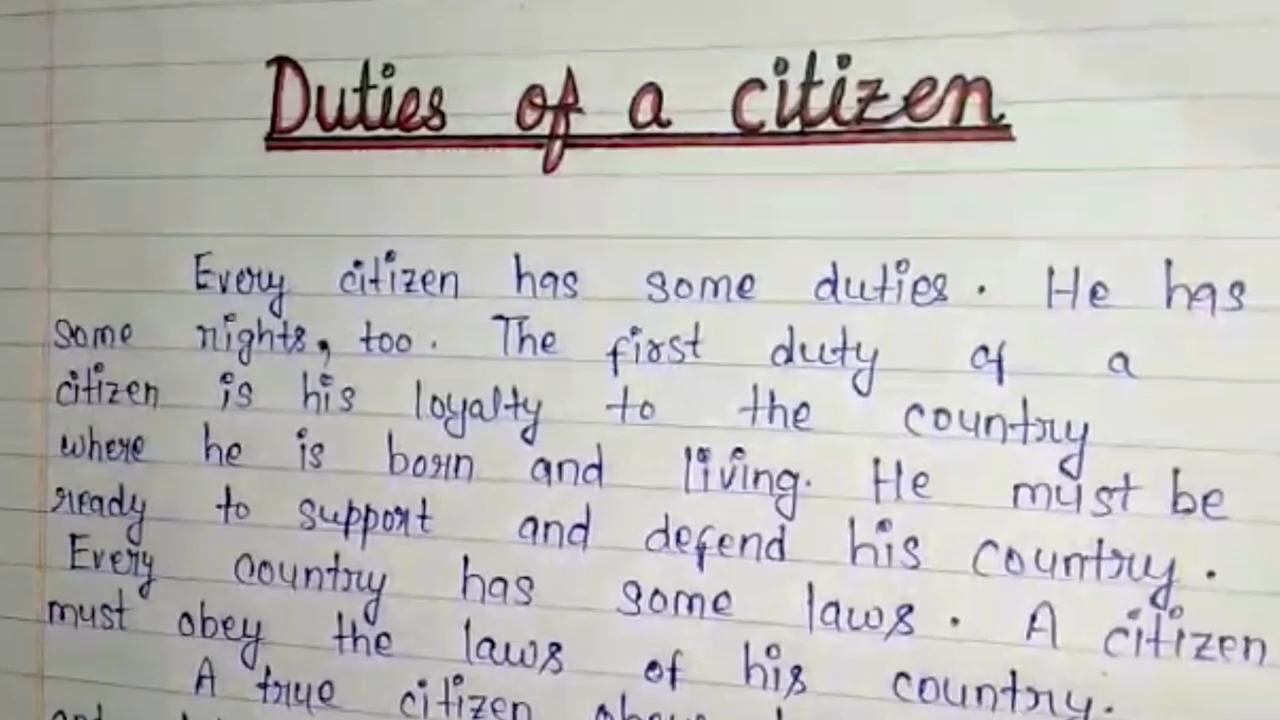 Duties of a citizen
Every citizen has some duties. He has
some rights, too. The first duty of a
citizen is his loyalty to the country
where he is born and living. He must be
ready to support and defend his country.
Every country has some laws. A citizen
must obey the laws of his country.
A true citizen
and